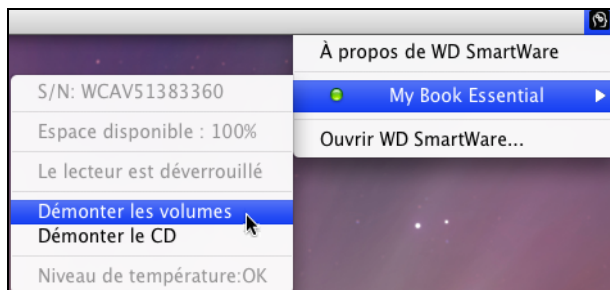 À propos de WD SmartWare
My Book Essential
Ouvrir WD SmartWare...
S/N: WCAV51383360
Espace disponible : 100%
Le lecteur est déverrouillé
Démonter les volumes
Démonter le CD
Niveau de température:OK